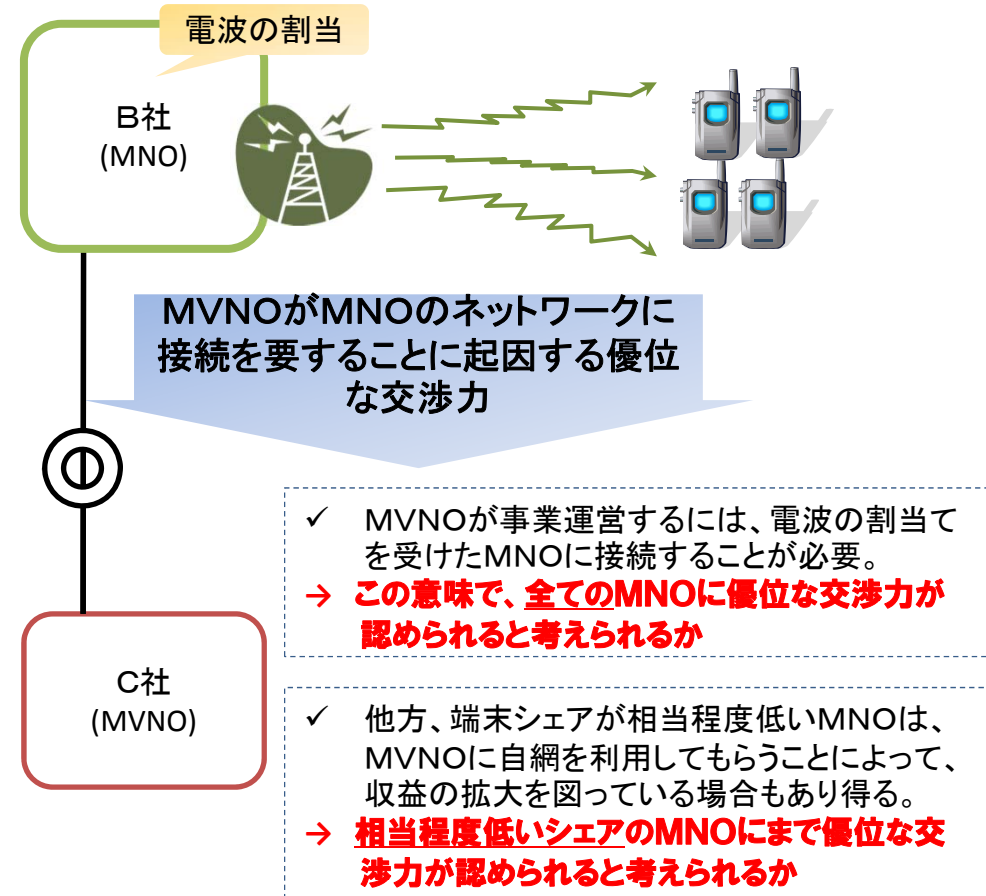 電波の割当
B社
(MNO)
MVNOがMNOのネットワークに
接続を要することに起因する優位
な交渉力
✓ MVNOが事業運営するには、電波の割当て
を受けたMNOに接続することが必要。
→ この意味で、全てのMNOに優位な交渉力が
認められると考えられるか
C社
(MVNO)
✓ 他方、端末シェアが相当程度低いMNOは、
MVNOに自網を利用してもらうことによって、
収益の拡大を図っている場合もあり得る。
→ 相当程度低いシェアのMNOにまで優位な交
渉力が認められると考えられるか